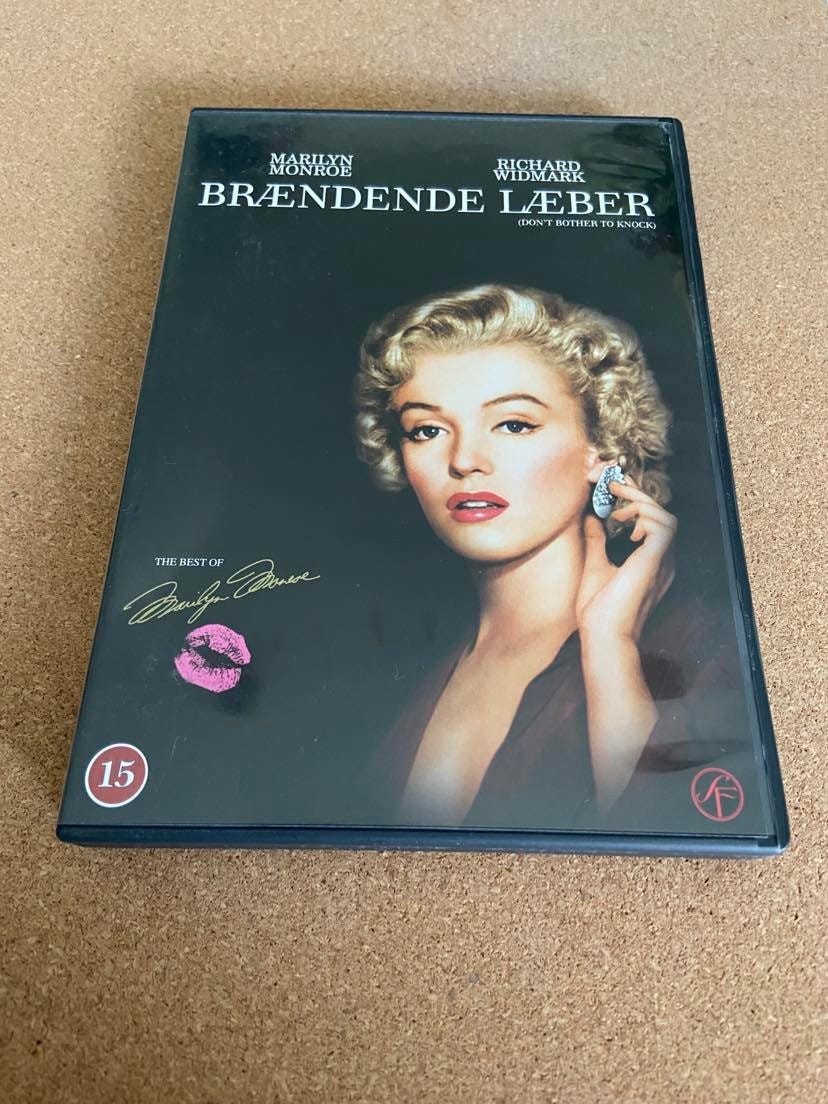 MARILYN
MONROE
RICHARD
WIDMARK
BRÆNDENDE LÆBER
(DON'T BOTHER TO KNOCK)
THE BEST OF
Marilyn Monroe
15
SF